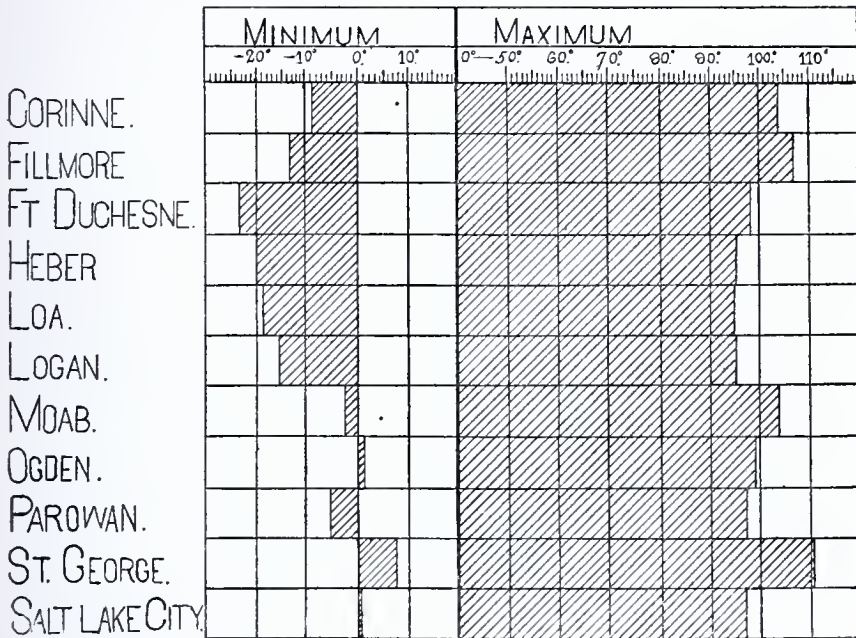 MINIMUM MAXIMUM
-20° -10° 0° 10° 0°—50° 60° 70° 80° 90° 100° 110°
CORINNE.
FILLMORE
FT DUCHESNE.
HEBER
LOA.
LOGAN.
MOAB.
OGDEN.
PAROWAN.
ST. GEORGE.
SALT LAKE CITY.